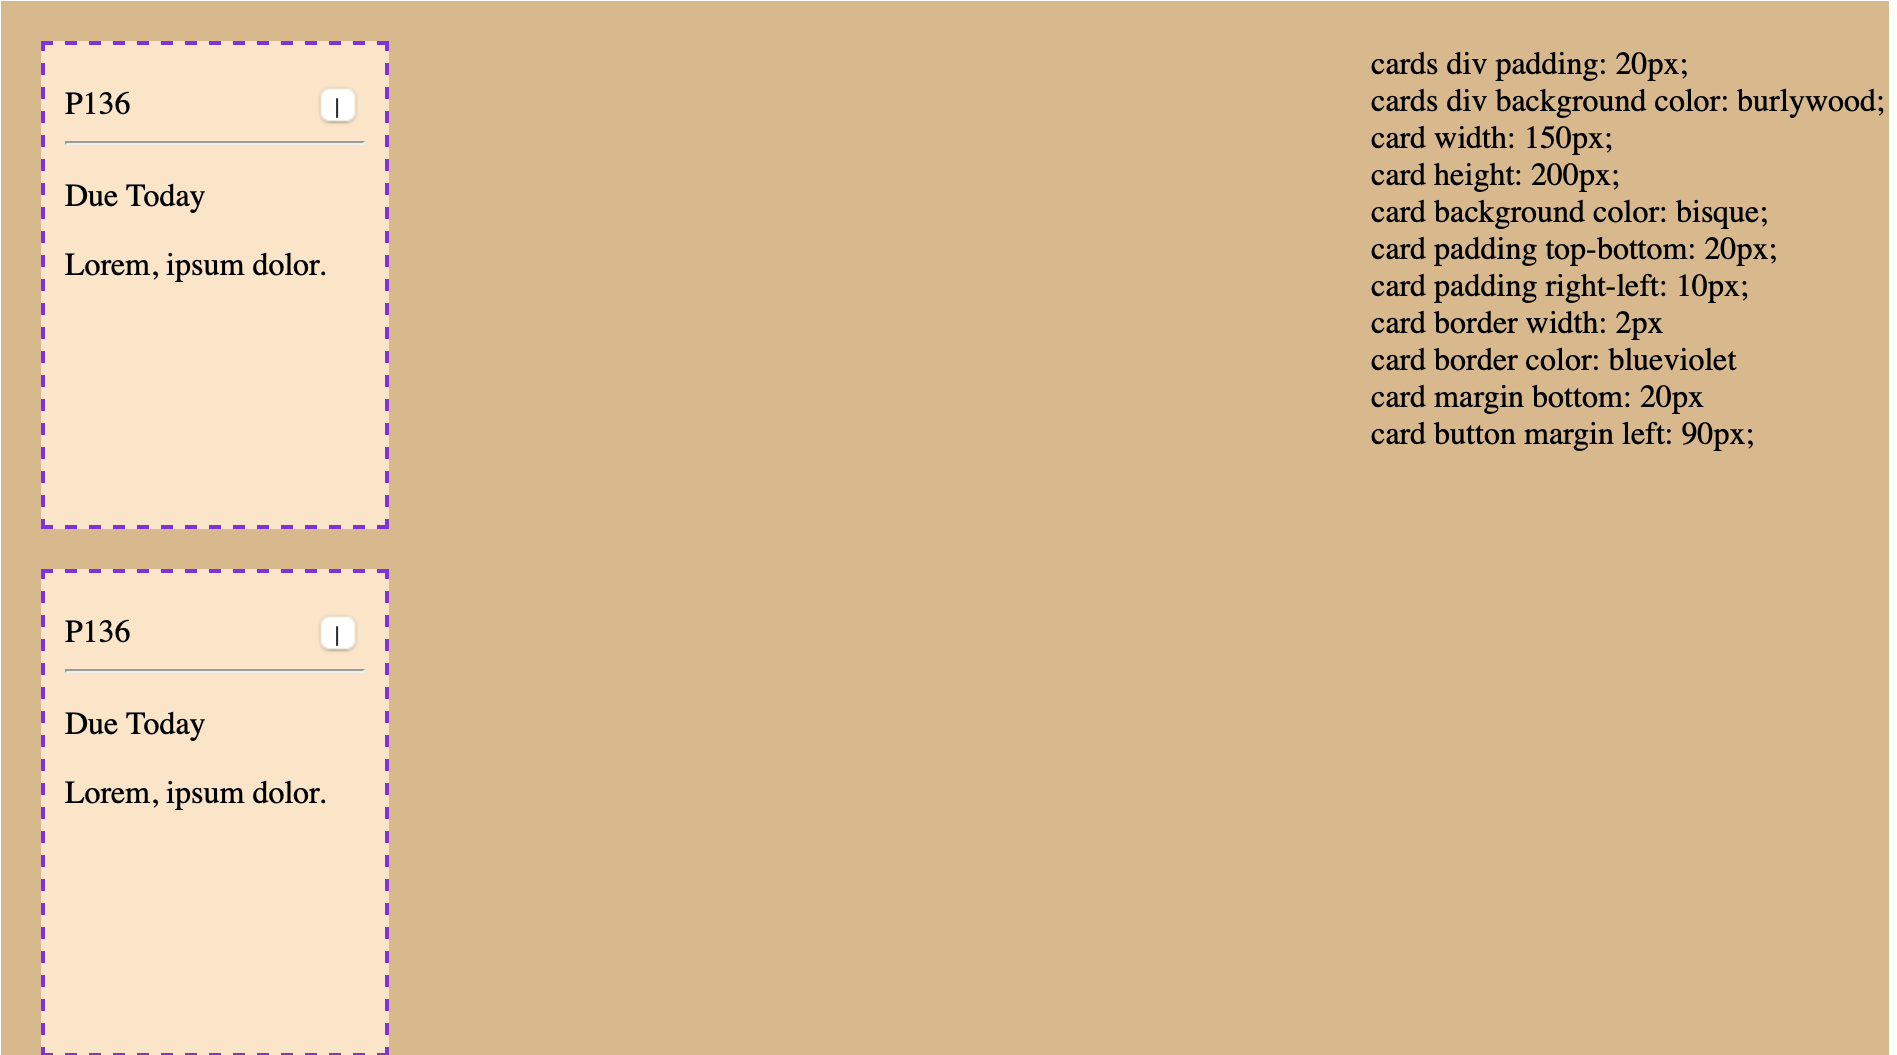 P136 |
Due Today
Lorem, ipsum dolor.
P136 |
Due Today
Lorem, ipsum dolor.
cards div padding: 20px;
cards div background color: burlywood;
card width: 150px;
card height: 200px;
card background color: bisque;
card padding top-bottom: 20px;
card padding right-left: 10px;
card border width: 2px
card border color: blueviolet
card margin bottom: 20px
card button margin left: 90px;